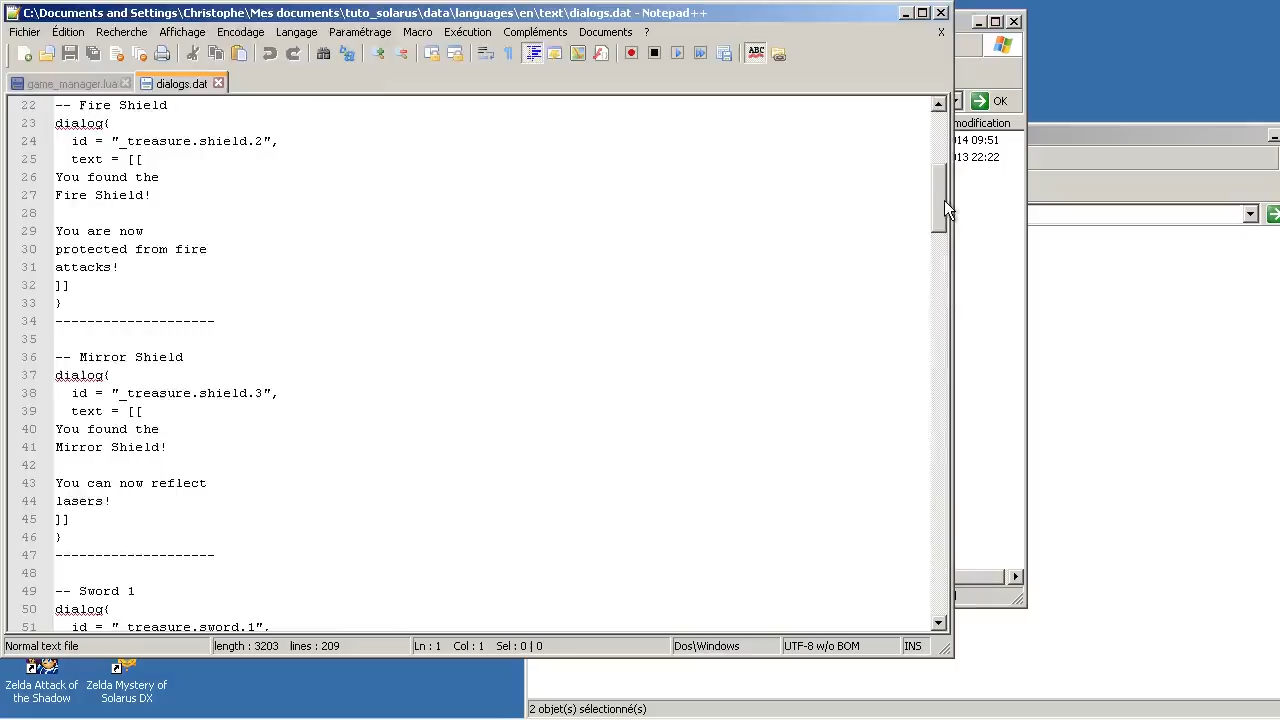 C:\Documents and Settings\Christophe\Mes documents\tuto_solarus\data\languages\en\text\dialogs.dat - Notepad++
Fichier Édition Recherche Affichage Encodage Langage Paramétrage Macro Exécution Compléments Documents ? X
ABC
OK
game_manager.lua dialogs.dat
modification
22 -- Fire Shield
23 dialog{
24 id = "_treasure.shield.2",
14 09:51
25 text = [[
13 22:22
26 You found the
27 Fire Shield!
28
29 You are now
30 protected from fire
31 attacks!
32 ]]
33 }
34 --------------------
35
36 -- Mirror Shield
37 dialog{
38 id = "_treasure.shield.3",
39 text = [[
40 You found the
41 Mirror Shield!
42
43 You can now reflect
44 lasers!
45 ]]
46 }
47 --------------------
48
49 -- Sword 1
50 dialog{
51 id = "_treasure.sword.1",
Normal text file length : 3203 lines : 209 Ln : 1 Col : 1 Sel : 0 | 0 Dos\Windows UTF-8 w/o BOM INS
Zelda Attack of the Shadow
Zelda Mystery of Solarus DX
2 objet(s) sélectionné(s)